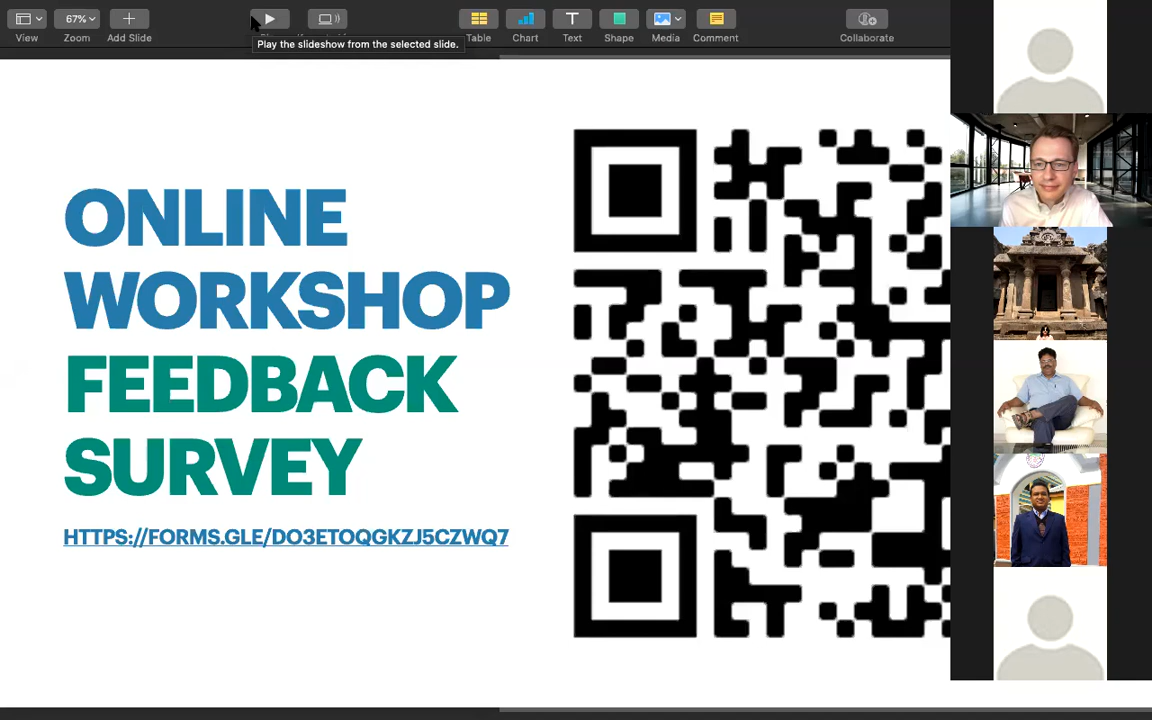 67%
View
Zoom
Add Slide
Table
Chart
Text
Shape
Media
Comment
Collaborate
Play the slideshow from the selected slide.
ONLINE
WORKSHOP
FEEDBACK
SURVEY
HTTPS://FORMS.GLE/DO3ETOQGKZJ5CZWQ7